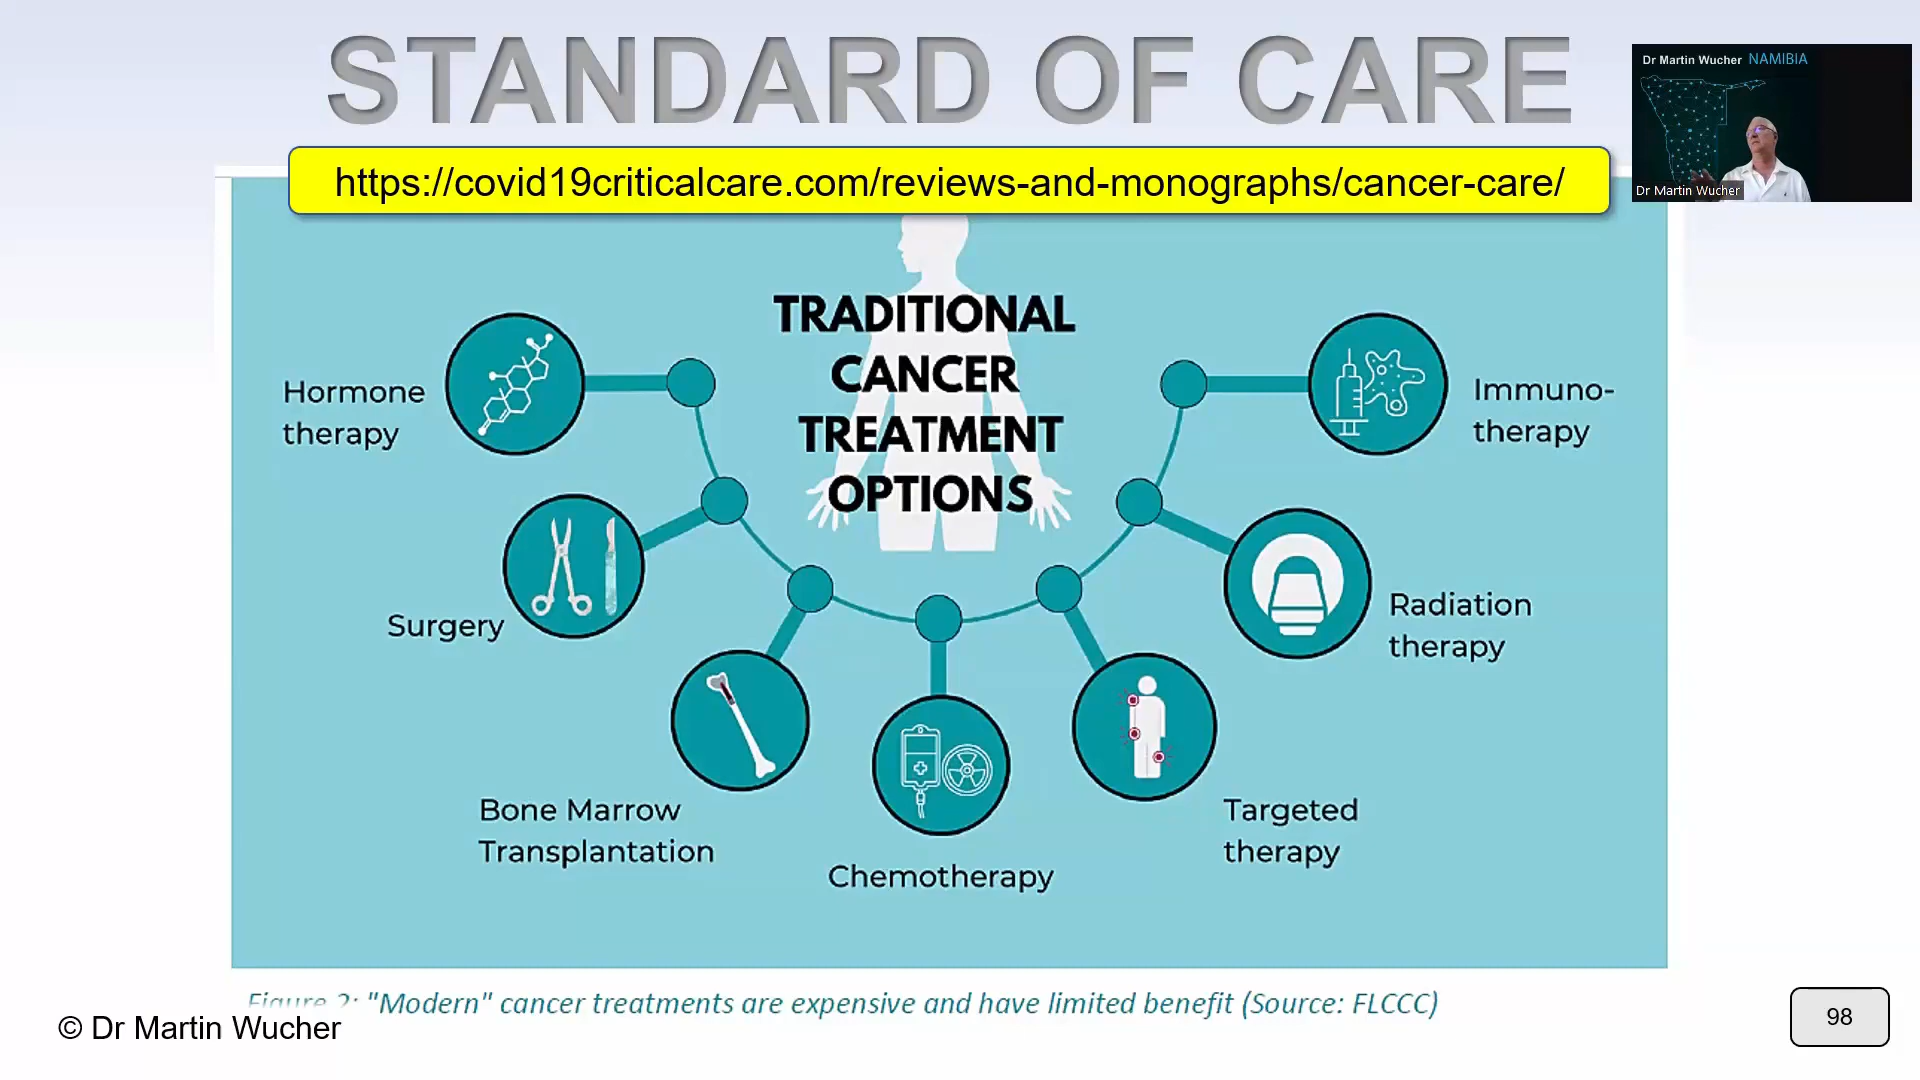 STANDARD OF CARE
Dr Martin Wucher NAMIBIA
Dr Martin Wucher
https://covid19criticalcare.com/reviews-and-monographs/cancer-care/
TRADITIONAL
CANCER
TREATMENT
OPTIONS
Hormone
therapy
Surgery
Bone Marrow
Transplantation
Chemotherapy
Targeted
therapy
Radiation
therapy
Immuno-
therapy
Figure 2: "Modern" cancer treatments are expensive and have limited benefit (Source: FLCCC)
© Dr Martin Wucher
98